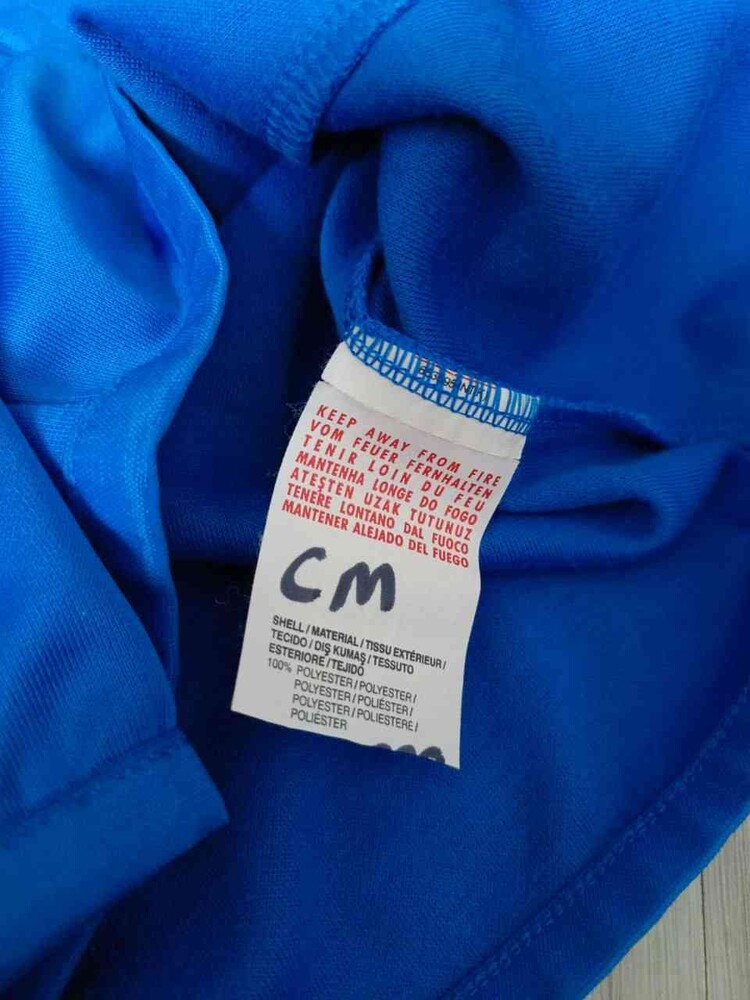 KEEP AWAY FROM FIRE
VOM FEUER FERNHALTEN
TENIR LOIN DU FEU
MANTENHA LONGE DO FOGO
ATEŞTEN UZAK TUTUNUZ
TENERE LONTANO DAL FUOCO
MANTENER ALEJADO DEL FUEGO
CM
SHELL/MATERIAL/TISSU EXTÉRIEUR/
TECIDO/DIŞ KUMAŞ/TESSUTO
ESTERIORE/TEJIDO
100% POLYESTER/POLYESTER/
POLYESTER/POLIÉSTER/
POLYESTER/POLIESTERE/
POLIÉSTER